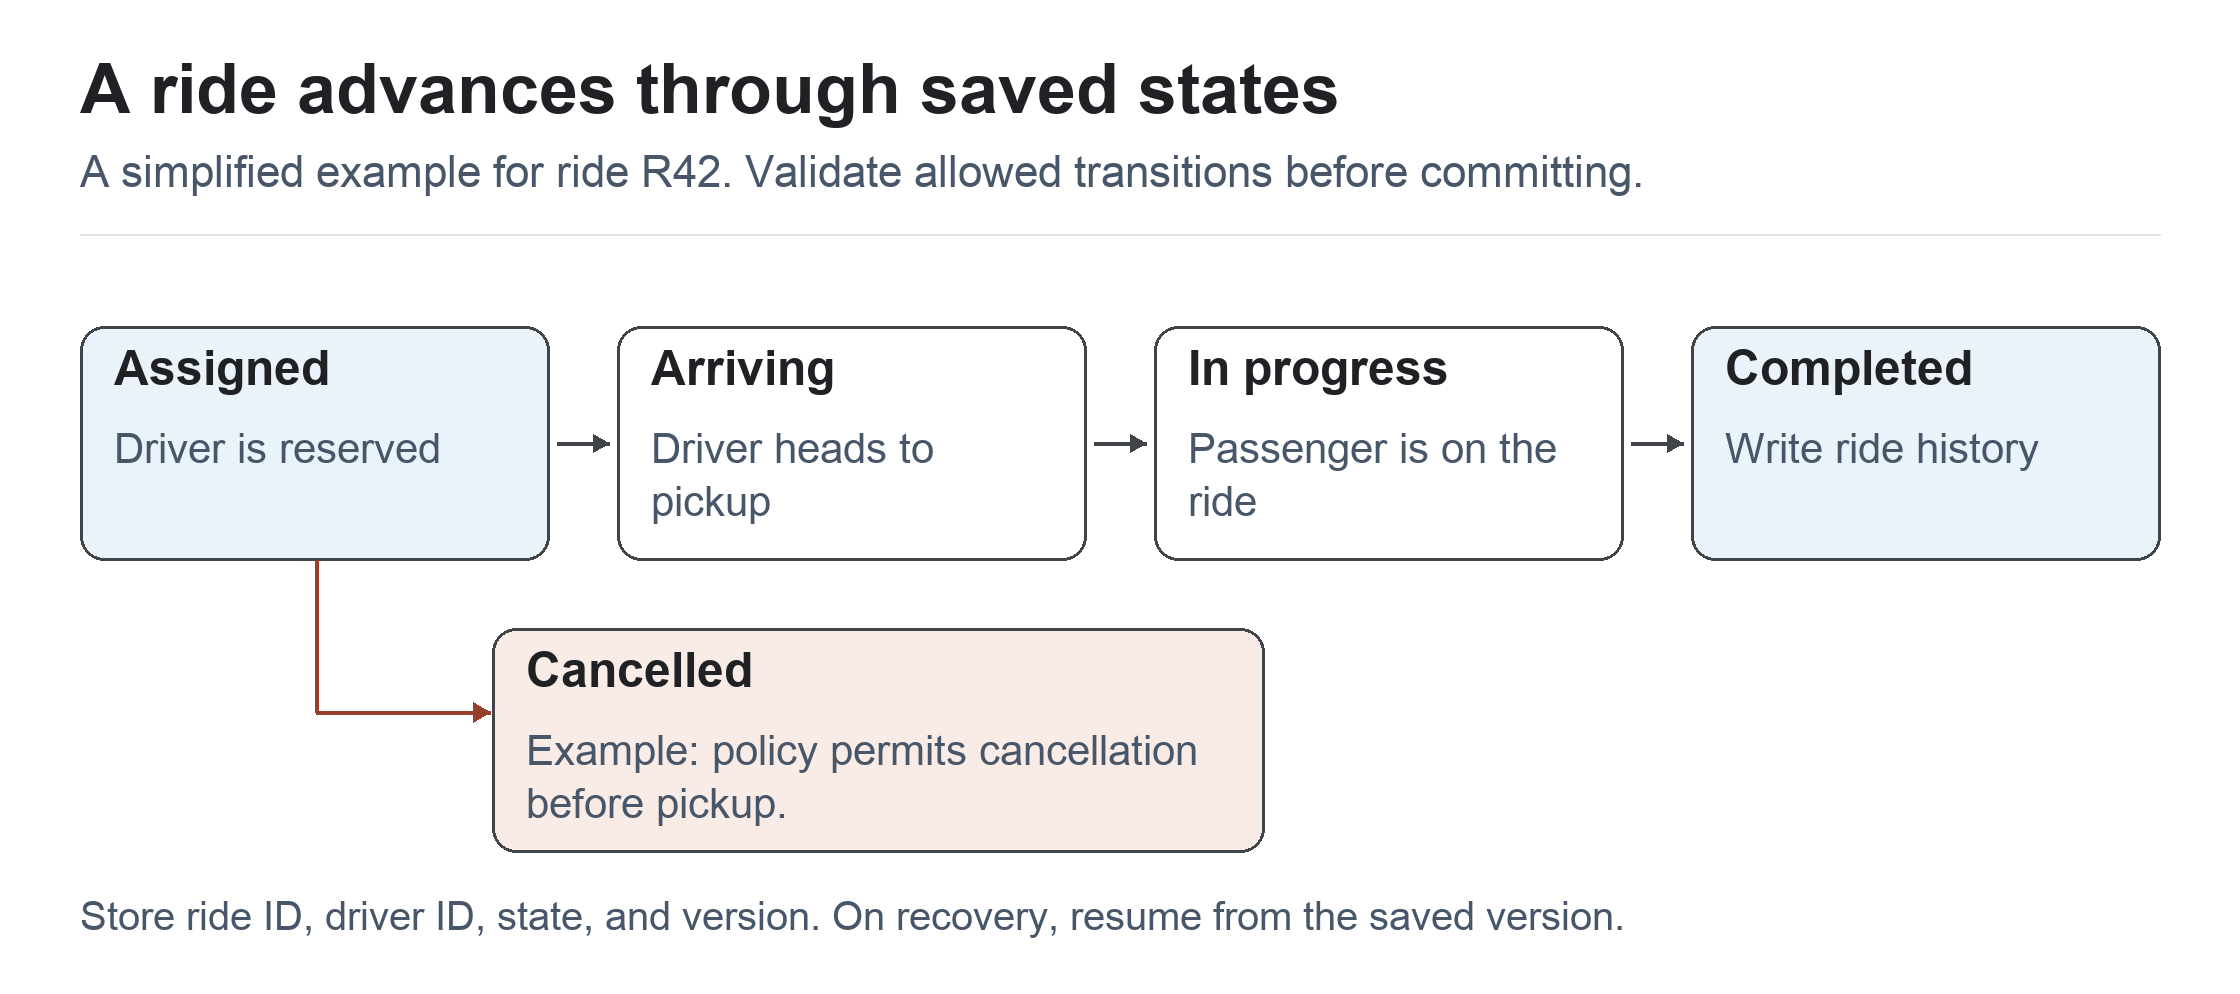 A ride advances through saved states
A simplified example for ride R42. Validate allowed transitions before committing.
Assigned
Driver is reserved
Arriving
Driver heads to
pickup
In progress
Passenger is on the
ride
Completed
Write ride history
Cancelled
Example: policy permits cancellation
before pickup.
Store ride ID, driver ID, state, and version. On recovery, resume from the saved version.